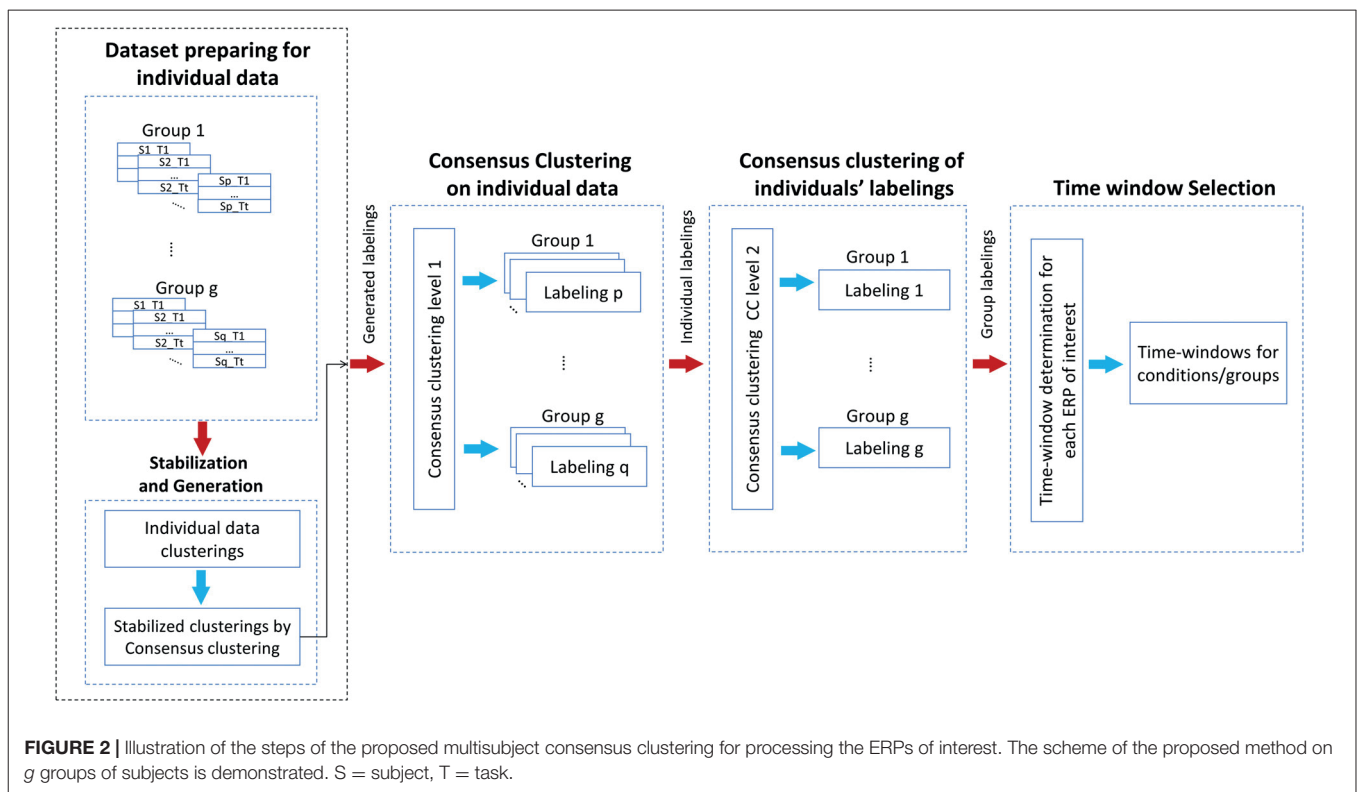 Dataset preparing for
individual data
Group 1
S1_T1
S2_T1
...
S2_Tt
Sp_T1
...
Sp_Tt
Group g
S1_T1
S2_T1
...
S2_Tt
Sq_T1
...
Sq_Tt
Stabilization
and Generation
Individual data
clusterings
Stabilized clusterings by
Consensus clustering
Generated labelings
Consensus Clustering
on individual data
Consensus clustering level 1
Group 1
Labeling p
Group g
Labeling q
Individual labelings
Consensus clustering of
individuals' labelings
Consensus clustering CC level 2
Group 1
Labeling 1
Group g
Labeling g
Group labelings
Time window Selection
Time-window determination for
each ERP of interest
Time-windows for
conditions/groups
FIGURE 2 | Illustration of the steps of the proposed multisubject consensus clustering for processing the ERPs of interest. The scheme of the proposed method on
g groups of subjects is demonstrated. S = subject, T = task.